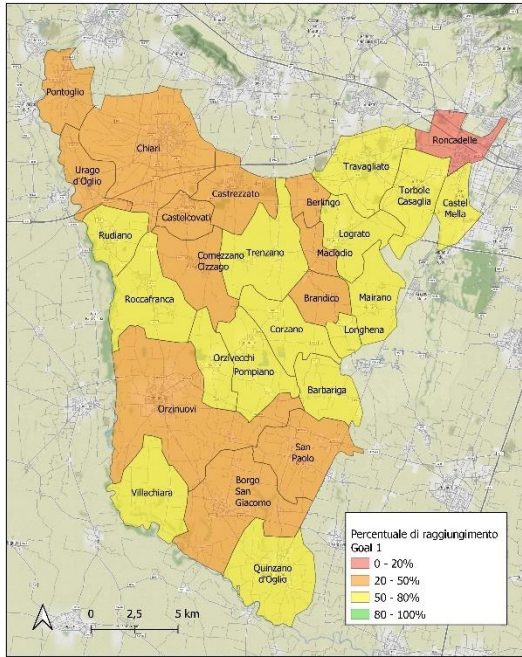 Pontoglio
Chiari
Urago
d'Oglio
Roncadelle
Travagliato
Castrezzato
Torbole
Casaglia
Castel
Mella
Berlingo
Castelcovati
Rudiano
Lograto
Comezzano
Cizzago
Trenzano
Maclodio
Roccafranca
Brandico
Mairano
Corzano
Longhena
Orzivecchi
Pompiano
Barbariga
Orzinuovi
San
Paolo
Villachiara
Borgo
San
Giacomo
Quinzano
d'Oglio
Percentuale di raggiungimento
Goal 1
0 - 20%
20 - 50%
50 - 80%
80 - 100%
0 2,5 5 km